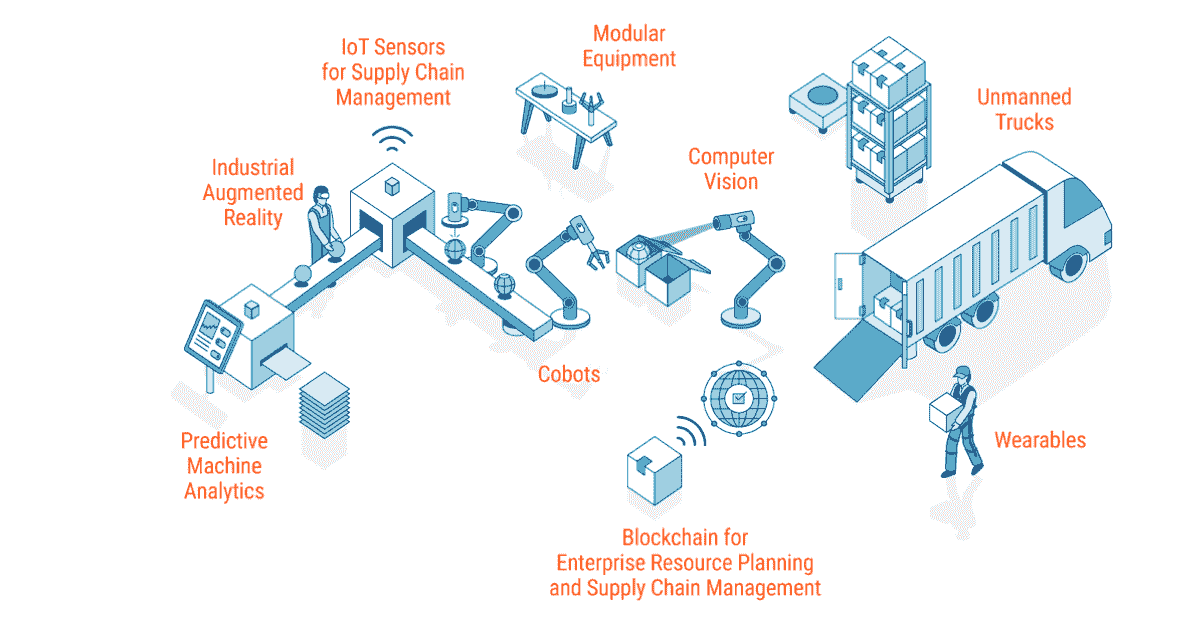 IoT Sensors
for Supply Chain
Management
Modular
Equipment
Unmanned
Trucks
Industrial
Augmented
Reality
Computer
Vision
Cobots
Predictive
Machine
Analytics
Wearables
Blockchain for
Enterprise Resource Planning
and Supply Chain Management